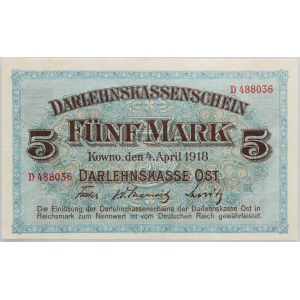 D 488036
DARLEHNSKASSENSCHEIN
5 FÜNF MARK 5
Kowno, den 4. April 1918
D 488036 DARLEHNSKASSE OST
Die Einlösung der Darlehnskassenscheine der Darlehnskasse Ost in
Reichsmark zum Nennwert ist vom Deutschen Reich gewährleistet.